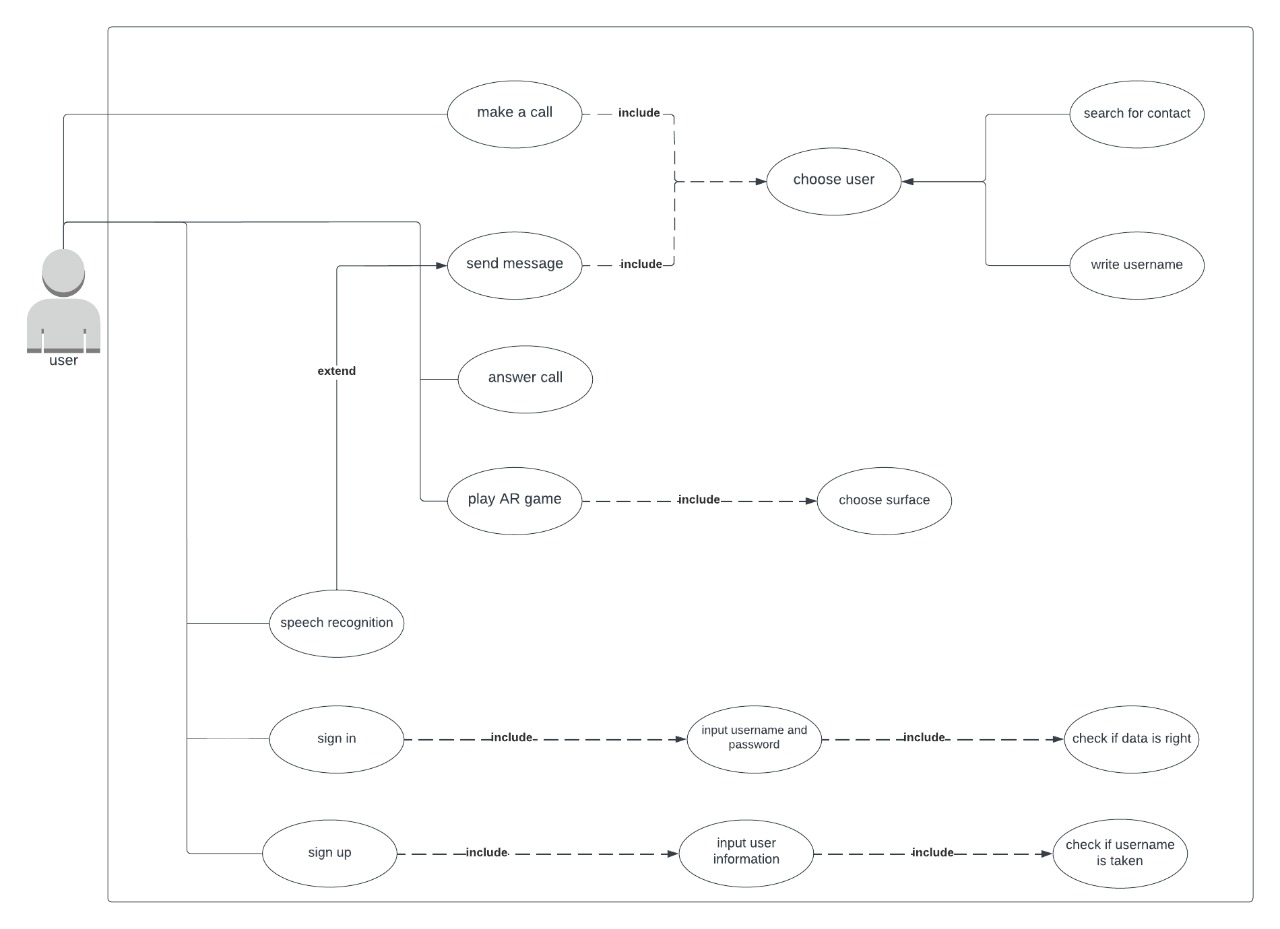 make a call
include
search for contact
choose user
send message
include
write username
user
extend
answer call
play AR game
include
choose surface
speech recognition
sign in
include
input username and
password
include
check if data is right
sign up
include
input user
information
include
check if username
is taken